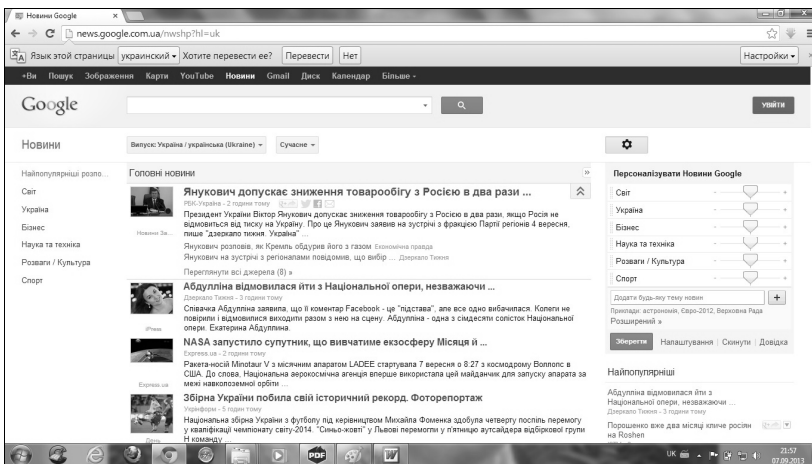 Новини Google
news.google.com.ua/nwshp?hl=uk
Язык этой страницы украинский Хотите перевести ее? Перевести Нет Настройки
+Ви Пошук Зображення Карти YouTube Новини Gmail Диск Календар Більше
Google УВІЙТИ
Новини Випуск: Україна / українська (Ukraine) Сучасне
Найпопулярніші розпо...
Світ
Україна
Бізнес
Наука та техніка
Розваги / Культура
Спорт
Головні новини »
Янукович допускає зниження товарообігу з Росією в два рази ...
РБК-Україна - 2 години тому
Президент України Віктор Янукович допускає зниження товарообігу з Росією в два рази, якщо Росія не
відмовиться від тиску на Україну. Про це Янукович заявив на зустрічі з фракцією Партії регіонів 4 вересня,
пише "дзеркало тижня. Україна" ...
Новини За...
Янукович розповів, як Кремль обдурив його з газом Економічна правда
Янукович на зустрічі з регіоналами повідомив, що вибір ... Дзеркало Тижня
Переглянути всі джерела (8) »
Абдулліна відмовилася йти з Національної опери, незважаючи ...
Дзеркало Тижня - 3 години тому
Співачка Абдулліна заявила, що її коментар Facebook - це "підстава", але все одно вибачилася. Колеги не
повірили і відмовитися виходити разом з нею на сцену. Абдулліна - одна з сімдесяти солісток Національної
опери. Екатерина Абдуллина.
iPress
NASA запустило супутник, що вивчатиме екзосферу Місяця й ...
Express.ua - 2 години тому
Ракета-носій Minotaur V з місячним апаратом LADEE стартувала 7 вересня о 8:27 з космодрому Воллопс в
США. До слова, Національна аерокосмічна агенція вперше використала цей майданчик для запуску апарата за
межі навколоземної орбіти ...
Express.ua
Збірна України побила свій історичний рекорд. Фоторепортаж
Укрінформ - 5 годин тому
Національна збірна України з футболу під керівництвом Михайла Фоменка здобула четверту поспіль перемогу
у кваліфікації чемпіонату світу-2014. "Синьо-жовті" у Львові перемогли у п'ятницю аутсайдера відбіркової групи
Н команду ...
День
Персоналізувати Новини Google
Світ
Україна
Бізнес
Наука та техніка
Розваги / Культура
Спорт
Додати будь-яку тему новин +
Приклади: астрономія, Євро-2012, Верховна Рада
Розширений »
Зберегти Налаштування | Скинути | Довідка
Найпопулярніші
Абдулліна відмовилася йти з
Національної опери, незважаючи ...
Дзеркало Тижня - 3 години тому
Порошенко вже два місяці кличе росіян
на Roshen
PDF
UK
21:57
07.09.2013